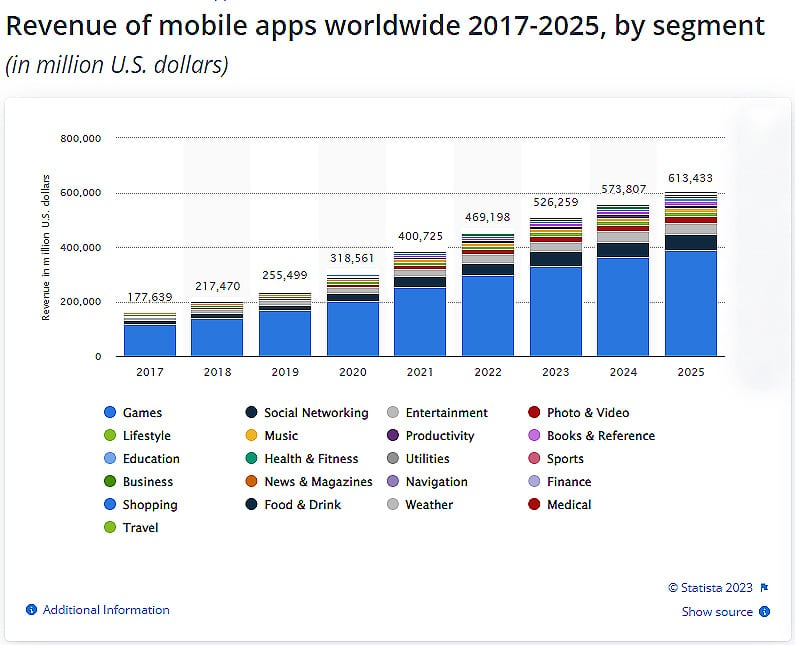 Revenue of mobile apps worldwide 2017-2025, by segment
(in million U.S. dollars)
Revenue in million U.S. dollars
800,000
600,000
400,000
200,000
0
177,639
217,470
255,499
318,561
400,725
469,198
526,259
573,807
613,433
2017 2018 2019 2020 2021 2022 2023 2024 2025
Games Social Networking Entertainment Photo & Video
Lifestyle Music Productivity Books & Reference
Education Health & Fitness Utilities Sports
Business News & Magazines Navigation Finance
Shopping Food & Drink Weather Medical
Travel
© Statista 2023
Additional Information
Show source